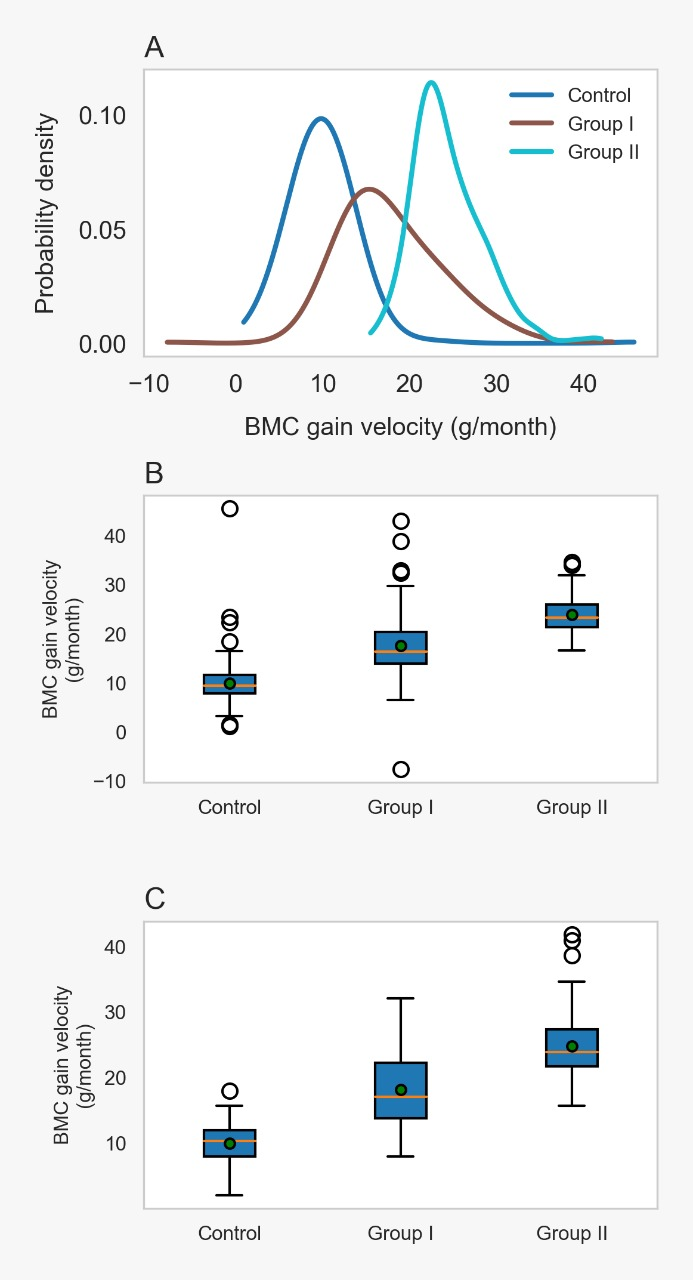 A
Probability density
0.10
0.05
0.00
Control
Group I
Group II
−10 0 10 20 30 40
BMC gain velocity (g/month)
B
BMC gain velocity
(g/month)
40
30
20
10
0
−10
Control Group I Group II
C
BMC gain velocity
(g/month)
40
30
20
10
Control Group I Group II